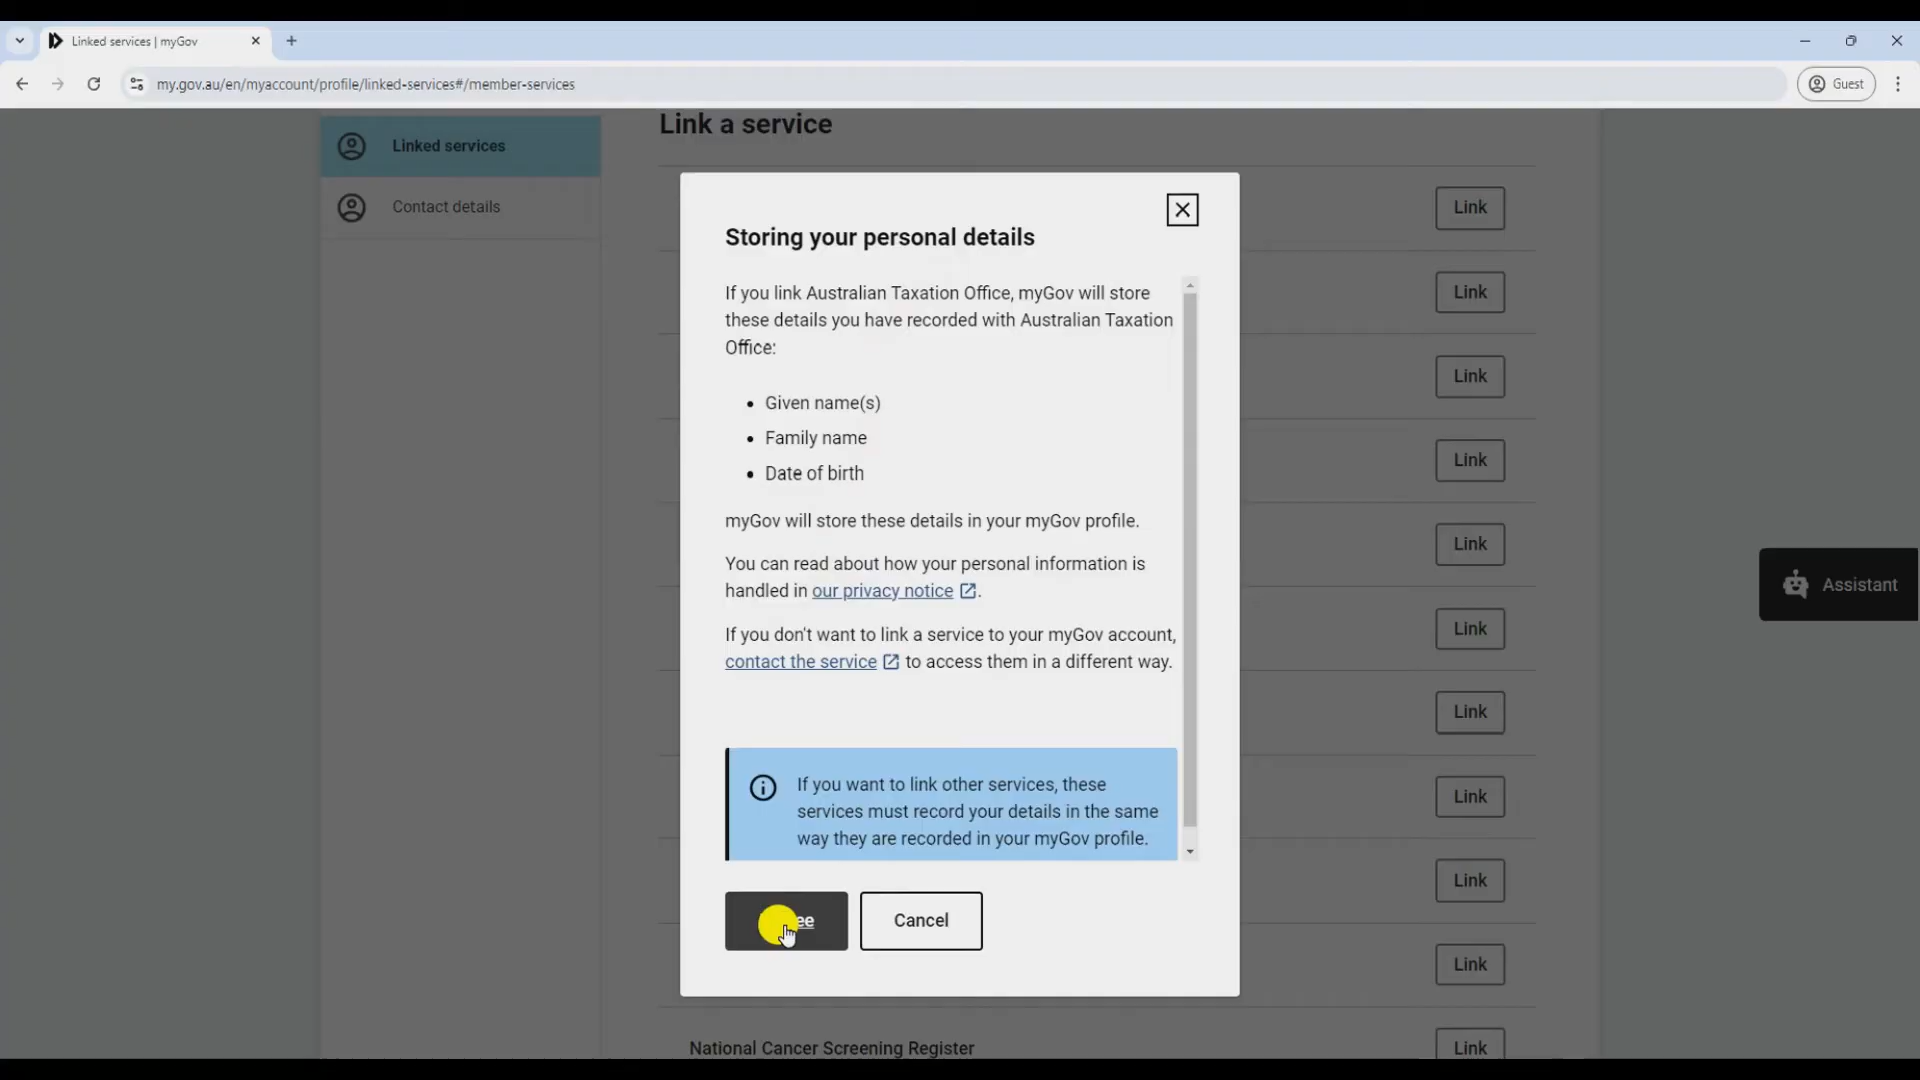 Linked services | myGov
my.gov.au/en/myaccount/profile/linked-services#/member-services
Guest
Linked services
Contact details
Link a service
Link
Link
Link
Link
Link
Link
Link
Link
Link
Link
National Cancer Screening Register
Link
Storing your personal details
If you link Australian Taxation Office, myGov will store
these details you have recorded with Australian Taxation
Office:
• Given name(s)
• Family name
• Date of birth
myGov will store these details in your myGov profile.
You can read about how your personal information is
handled in our privacy notice.
If you don't want to link a service to your myGov account,
contact the service to access them in a different way.
If you want to link other services, these
services must record your details in the same
way they are recorded in your myGov profile.
Cancel
Assistant